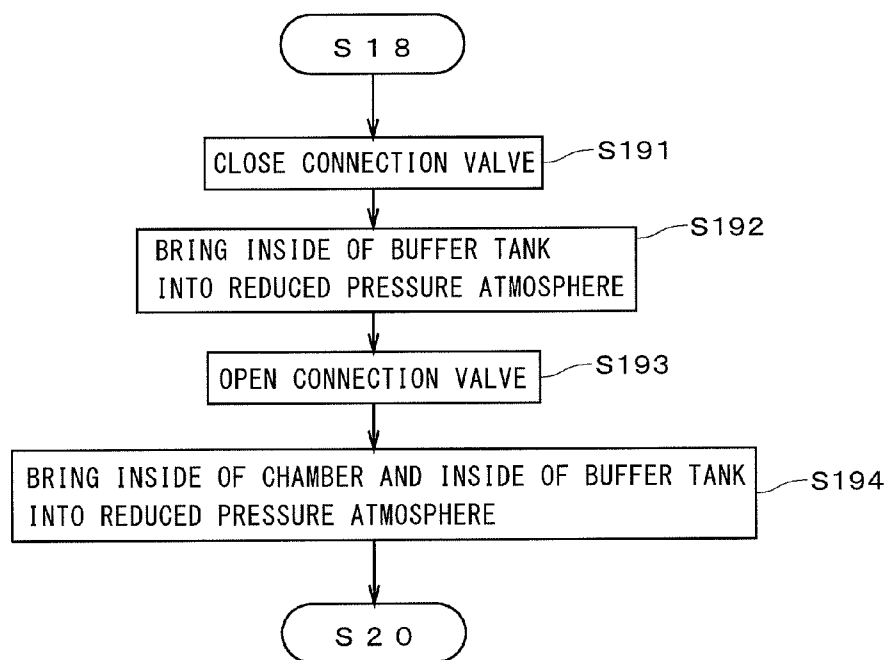 S18
CLOSE CONNECTION VALVE
S191
BRING INSIDE OF BUFFER TANK
INTO REDUCED PRESSURE ATMOSPHERE
S192
OPEN CONNECTION VALVE
S193
BRING INSIDE OF CHAMBER AND INSIDE OF BUFFER TANK
INTO REDUCED PRESSURE ATMOSPHERE
S194
S20